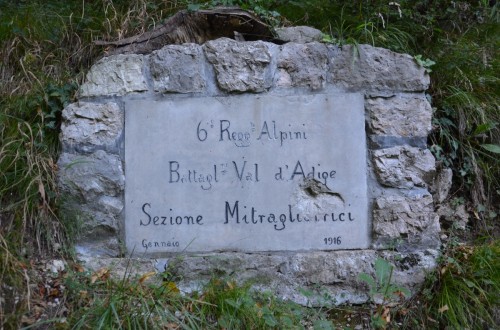 6° Regg° Alpini
Battagl° Val d'Adige
Sezione Mitragliatrici
Gennaio 1916